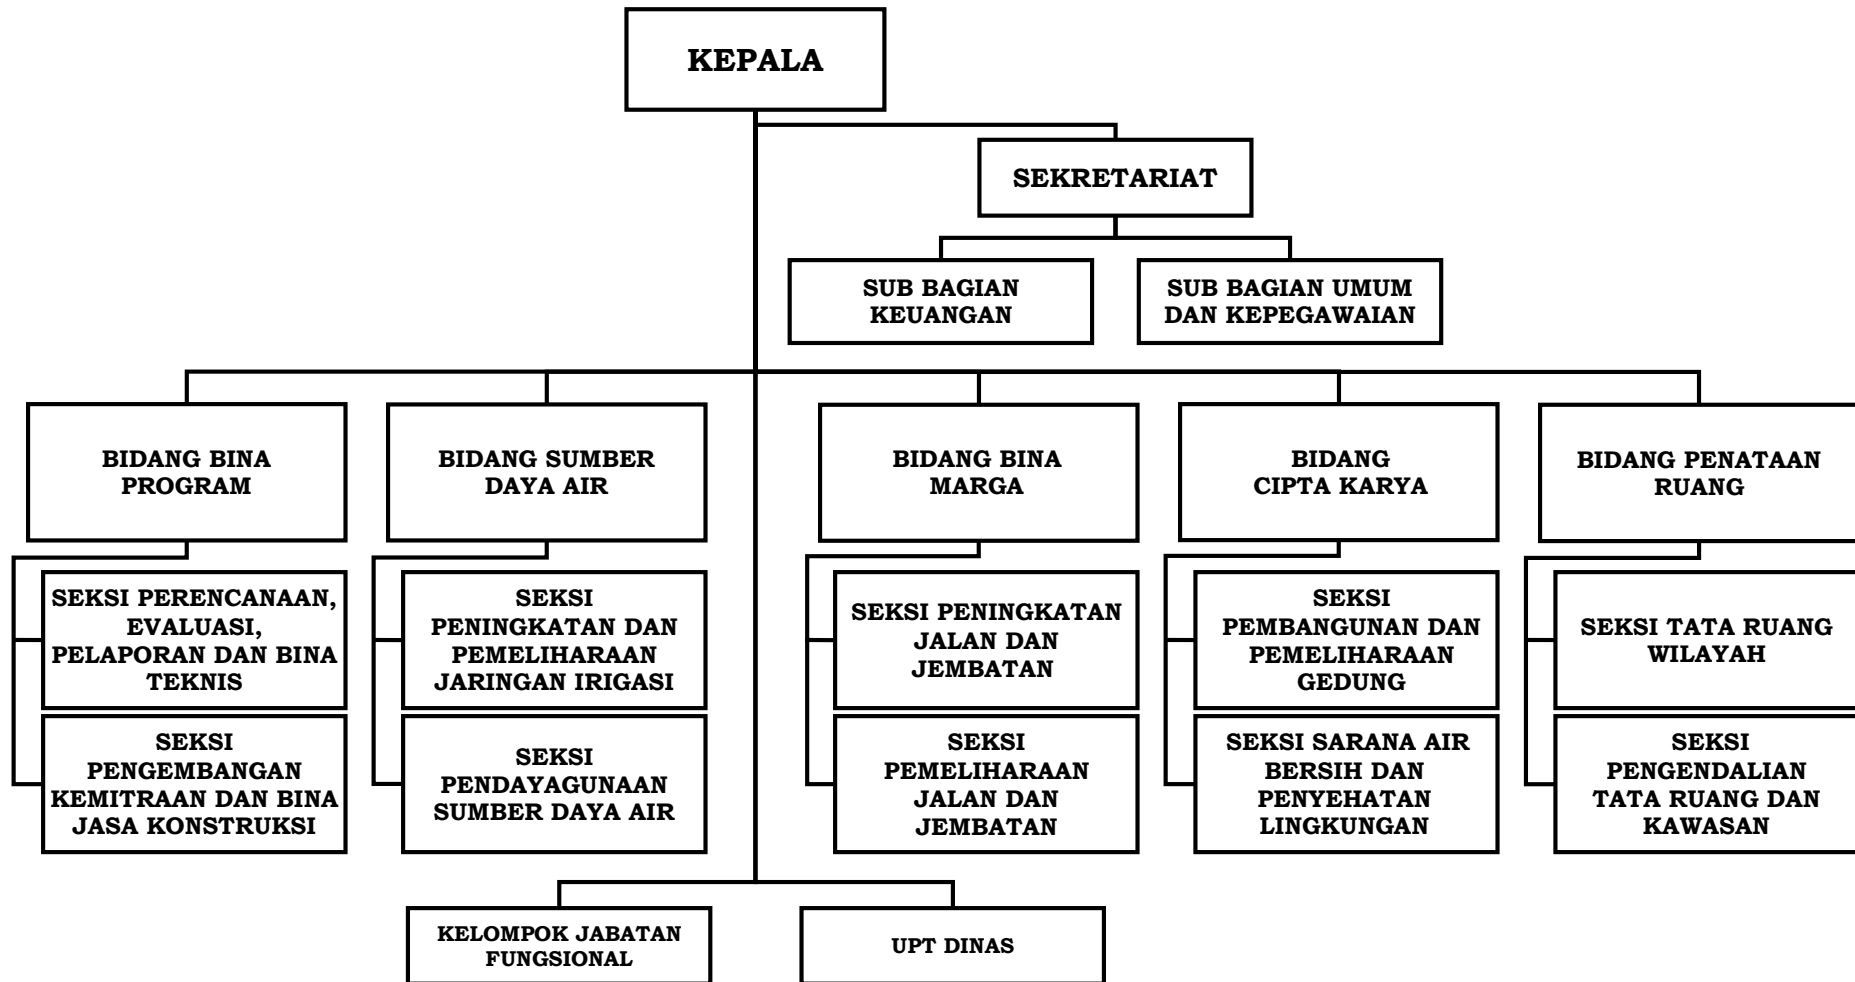 KEPALA
SEKRETARIAT
SUB BAGIAN
KEUANGAN
SUB BAGIAN UMUM
DAN KEPEGAWAIAN
BIDANG BINA
PROGRAM
BIDANG SUMBER
DAYA AIR
BIDANG BINA
MARGA
BIDANG
CIPTA KARYA
BIDANG PENATAAN
RUANG
SEKSI PERENCANAAN,
EVALUASI,
PELAPORAN DAN BINA
TEKNIS
SEKSI
PENINGKATAN DAN
PEMELIHARAAN
JARINGAN IRIGASI
SEKSI PENINGKATAN
JALAN DAN
JEMBATAN
SEKSI
PEMBANGUNAN DAN
PEMELIHARAAN
GEDUNG
SEKSI TATA RUANG
WILAYAH
SEKSI
PENGEMBANGAN
KEMITRAAN DAN BINA
JASA KONSTRUKSI
SEKSI
PENDAYAGUNAAN
SUMBER DAYA AIR
SEKSI
PEMELIHARAAN
JALAN DAN
JEMBATAN
SEKSI SARANA AIR
BERSIH DAN
PENYEHATAN
LINGKUNGAN
SEKSI
PENGENDALIAN
TATA RUANG DAN
KAWASAN
KELOMPOK JABATAN
FUNGSIONAL
UPT DINAS